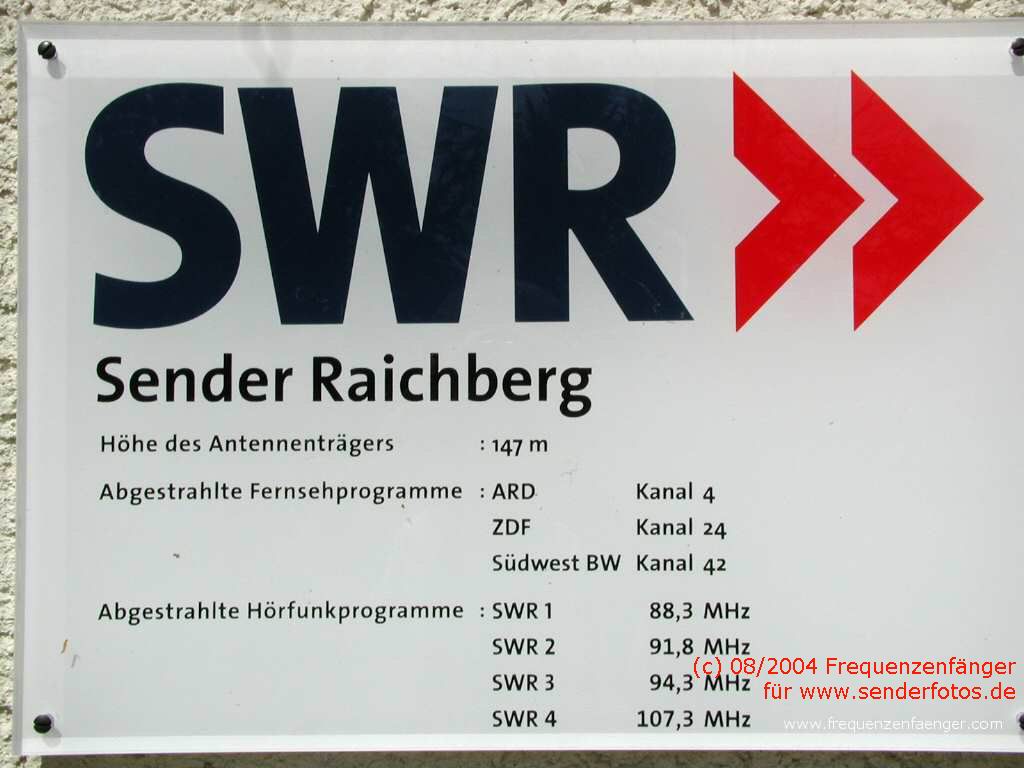 SWR
Sender Raichberg
Höhe des Antennenträgers : 147 m
Abgestrahlte Fernsehprogramme : ARD Kanal 4
ZDF Kanal 24
Südwest BW Kanal 42
Abgestrahlte Hörfunkprogramme : SWR 1 88,3 MHz
SWR 2 91,8 MHz
(c) 08/2004 Frequenzenfänger
SWR 3 94,3 MHz
für www.senderfotos.de
SWR 4 107,3 MHz
www.frequenzenfaenger.com